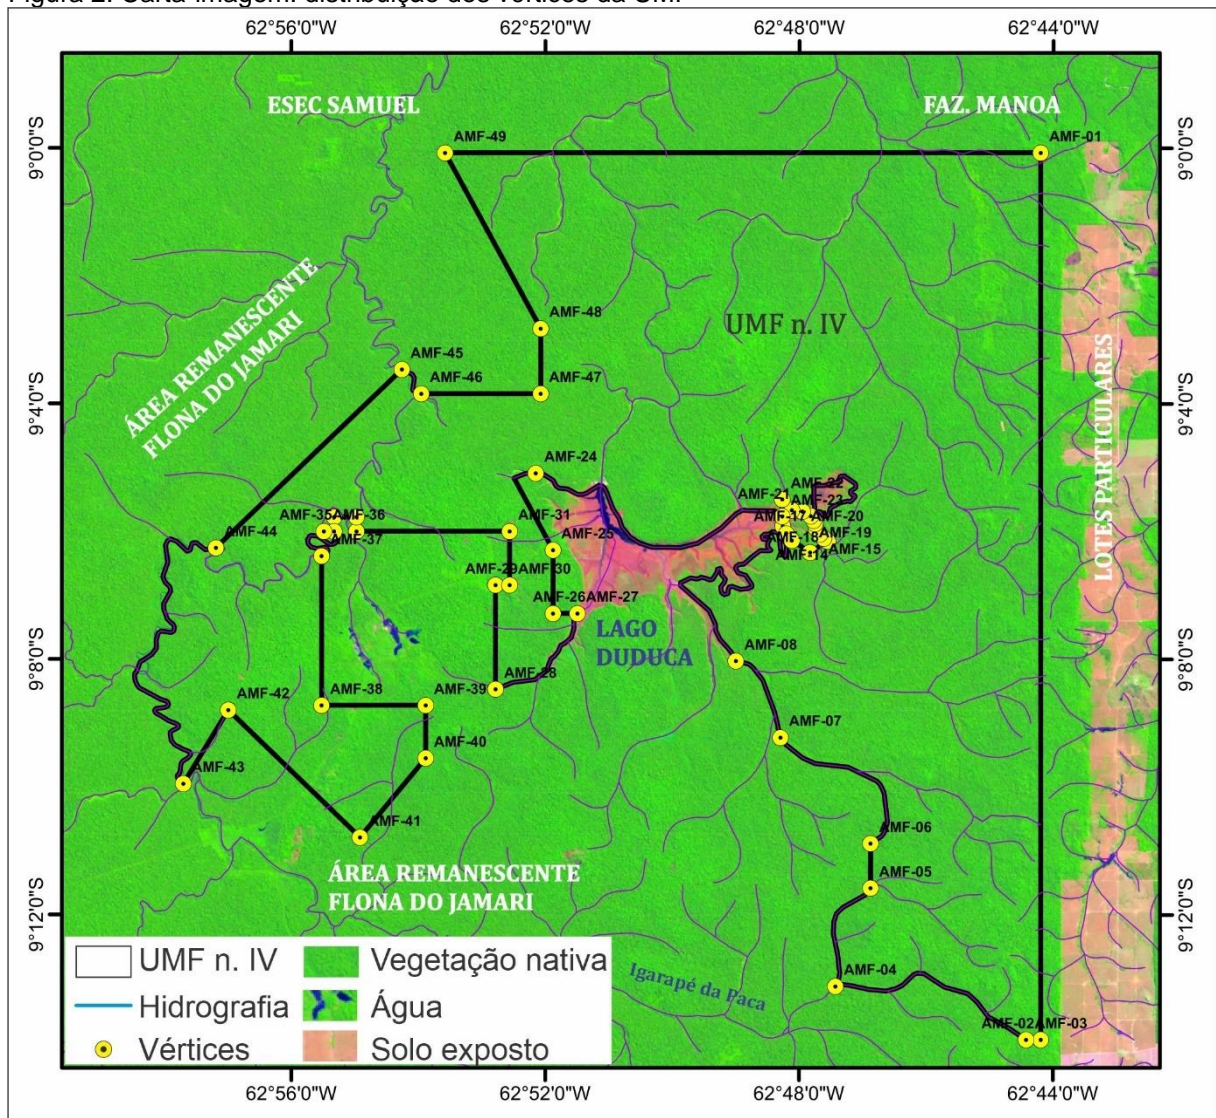 Figura 2. Carta-imagem: distribuição dos vértices da UMF
62°56'0"W
62°52'0"W
62°48'0"W
62°44'0"W
ESEC SAMUEL
FAZ. MANOA
AMF-49
AMF-01
9°0'0"S
9°0'0"S
ÁREA REMANESCENTE
FLONA DO JAMARI
AMF-48
UMF n. IV
LOTES PARTICULARES
AMF-45
AMF-46
AMF-47
9°4'0"S
9°4'0"S
AMF-24
AMF-22
AMF-21
AMF-23
AMF-35
AMF-36
AMF-31
AMF-17
AMF-20
AMF-44
AMF-37
AMF-25
AMF-18
AMF-19
AMF-14
AMF-15
AMF-29
AMF-30
AMF-26
AMF-27
LAGO
DUDUCA
9°8'0"S
9°8'0"S
AMF-08
AMF-28
AMF-42
AMF-38
AMF-39
AMF-07
AMF-40
AMF-43
AMF-41
AMF-06
ÁREA REMANESCENTE
FLONA DO JAMARI
AMF-05
9°12'0"S
9°12'0"S
UMF n. IV
Vegetação nativa
Igarapé da Paca
AMF-04
Hidrografia
Água
AMF-02
AMF-03
Vértices
Solo exposto
62°56'0"W
62°52'0"W
62°48'0"W
62°44'0"W